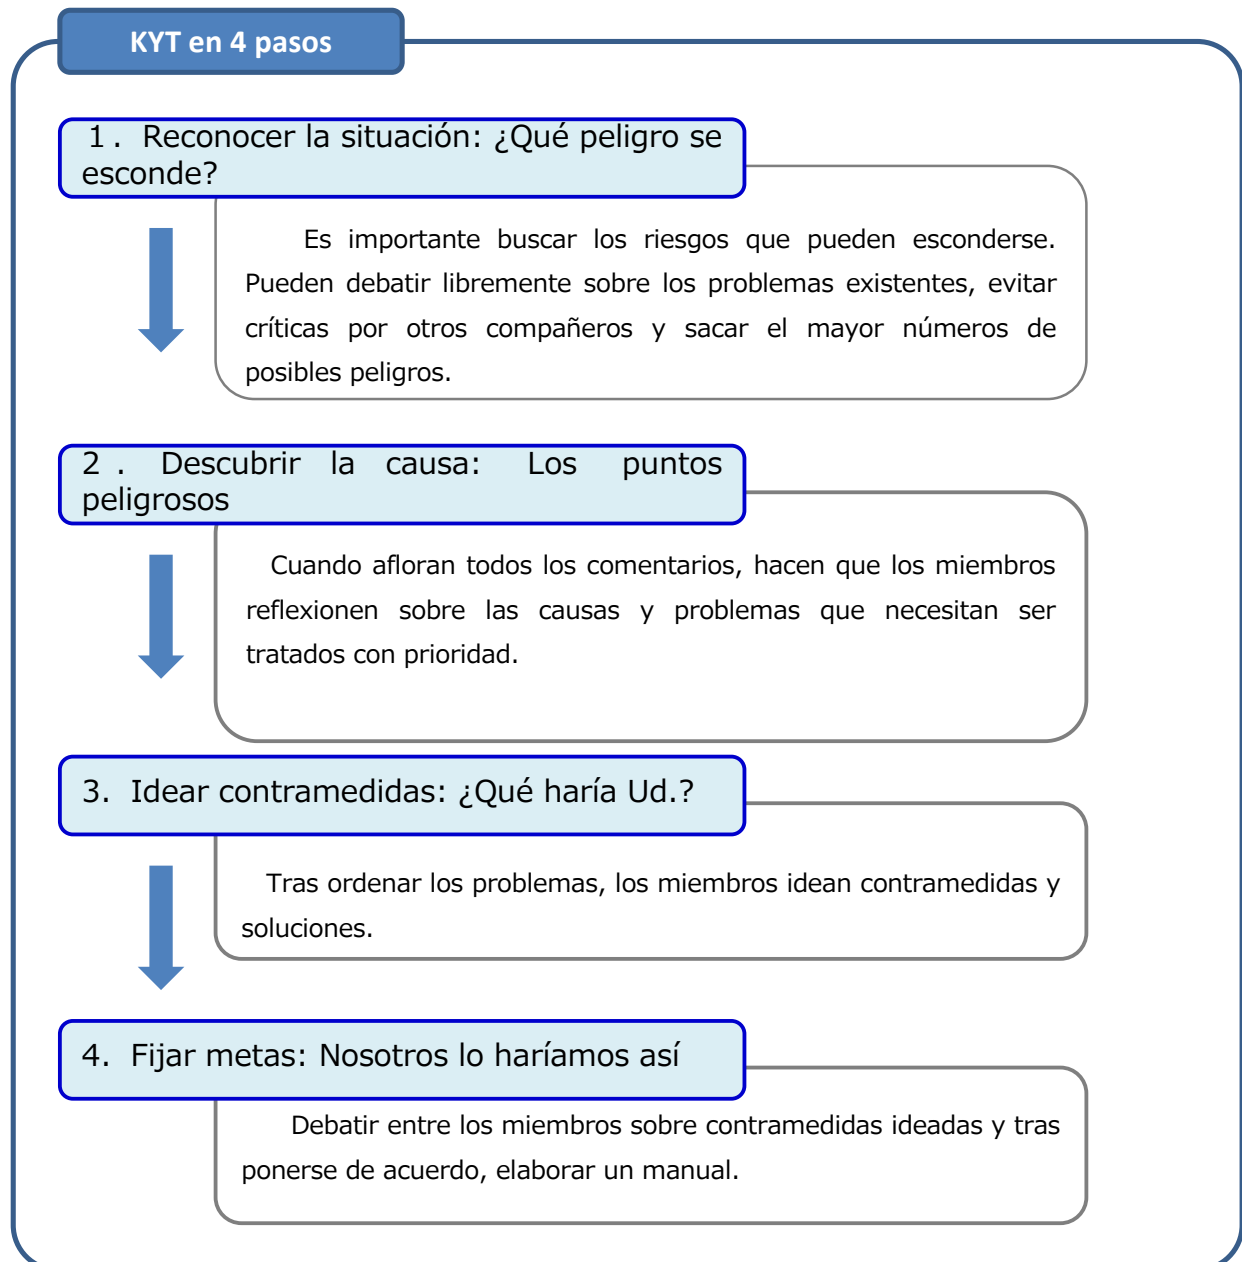 KYT en 4 pasos
１. Reconocer la situación: ¿Qué peligro se
esconde?
Es importante buscar los riesgos que pueden esconderse.
Pueden debatir libremente sobre los problemas existentes, evitar
críticas por otros compañeros y sacar el mayor números de
posibles peligros.
2 . Descubrir la causa: Los puntos
peligrosos
Cuando afloran todos los comentarios, hacen que los miembros
reflexionen sobre las causas y problemas que necesitan ser
tratados con prioridad.
3. Idear contramedidas: ¿Qué haría Ud.?
Tras ordenar los problemas, los miembros idean contramedidas y
soluciones.
4. Fijar metas: Nosotros lo haríamos así
Debatir entre los miembros sobre contramedidas ideadas y tras
ponerse de acuerdo, elaborar un manual.